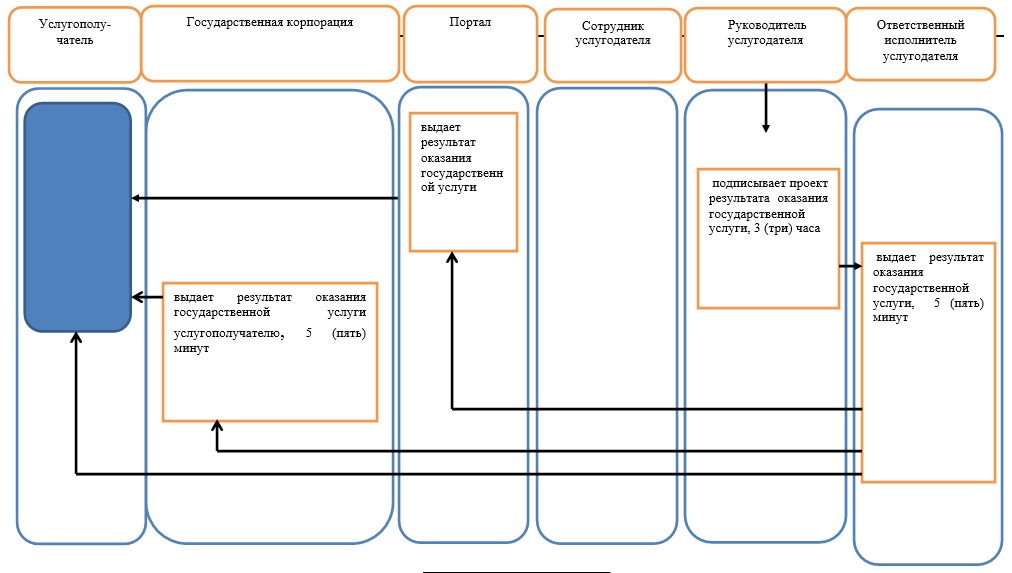 Услугополу-
чатель
Государственная корпорация
Портал
Сотрудник
услугодателя
Руководитель
услугодателя
Ответственный
исполнитель
услугодателя
выдает
результат
оказания
государственн
ой услуги
подписывает проект
результата оказания
государственной
услуги, 3 (три) часа
выдает результат
оказания
государственной
услуги, 5 (пять)
минут
выдает результат оказания
государственной услуги
услугополучателю, 5 (пять)
минут